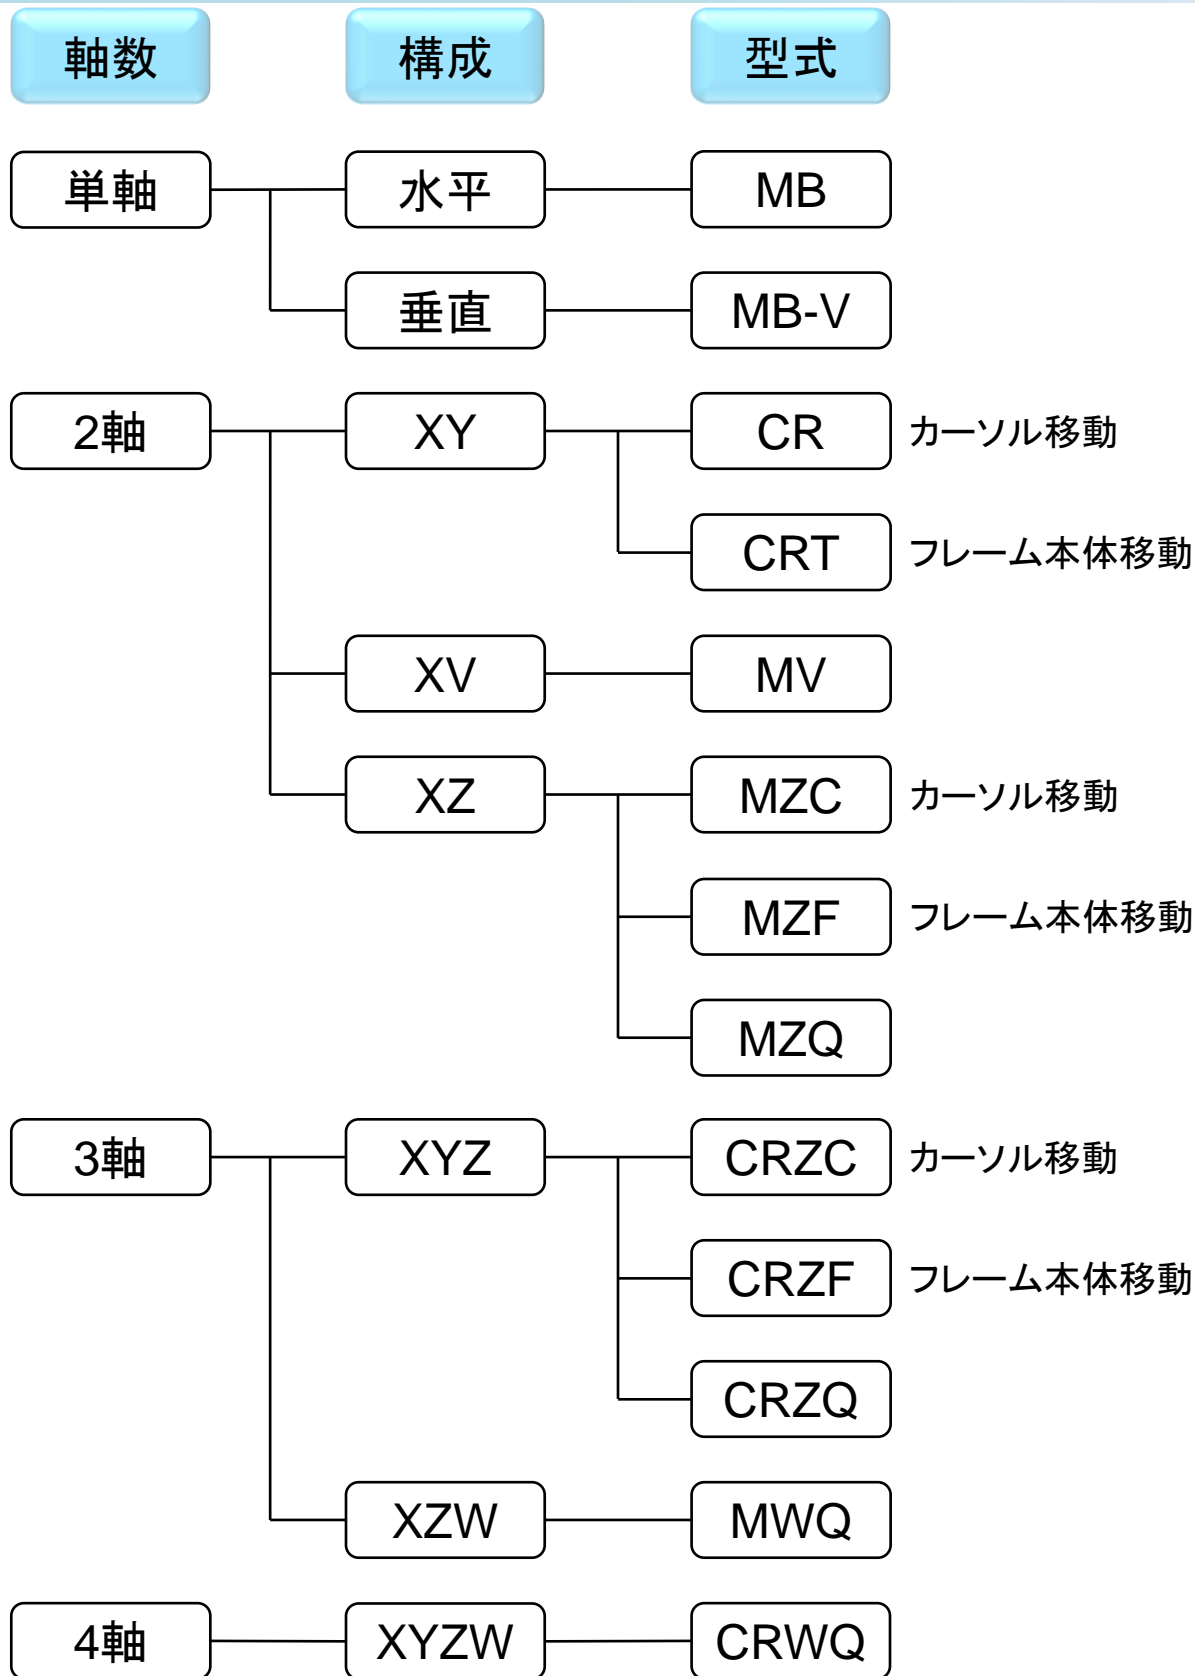 軸数 構成 型式
単軸 水平 MB
垂直 MB-V
2軸 XY CR カーソル移動
CRT フレーム本体移動
XV MV
XZ MZC カーソル移動
MZF フレーム本体移動
MZQ
3軸 XYZ CRZC カーソル移動
CRZF フレーム本体移動
CRZQ
XZW MWQ
4軸 XYZW CRWQ